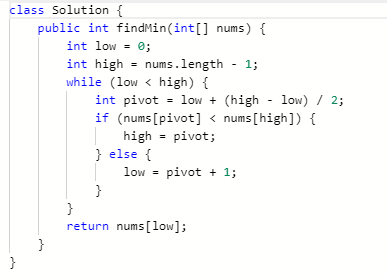 class Solution {
    public int findMin(int[] nums) {
        int low = 0;
        int high = nums.length - 1;
        while (low < high) {
            int pivot = low + (high - low) / 2;
            if (nums[pivot] < nums[high]) {
                high = pivot;
            } else {
                low = pivot + 1;
            }
        }
        return nums[low];
    }
}